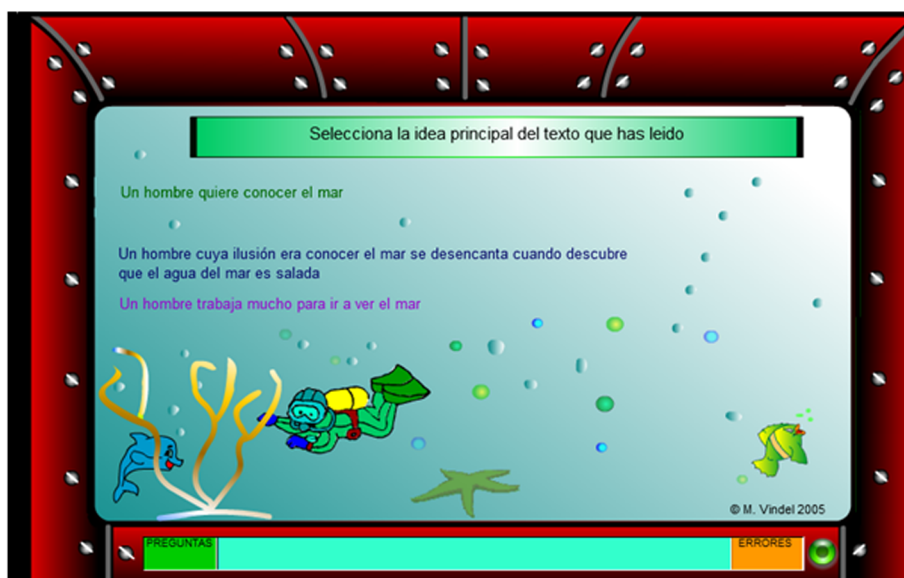 Selecciona la idea principal del texto que has leido
Un hombre quiere conocer el mar
Un hombre cuya ilusión era conocer el mar se desencanta cuando descubre
que el agua del mar es salada
Un hombre trabaja mucho para ir a ver el mar
© M. Vindel 2005
PREGUNTAS
ERRORES